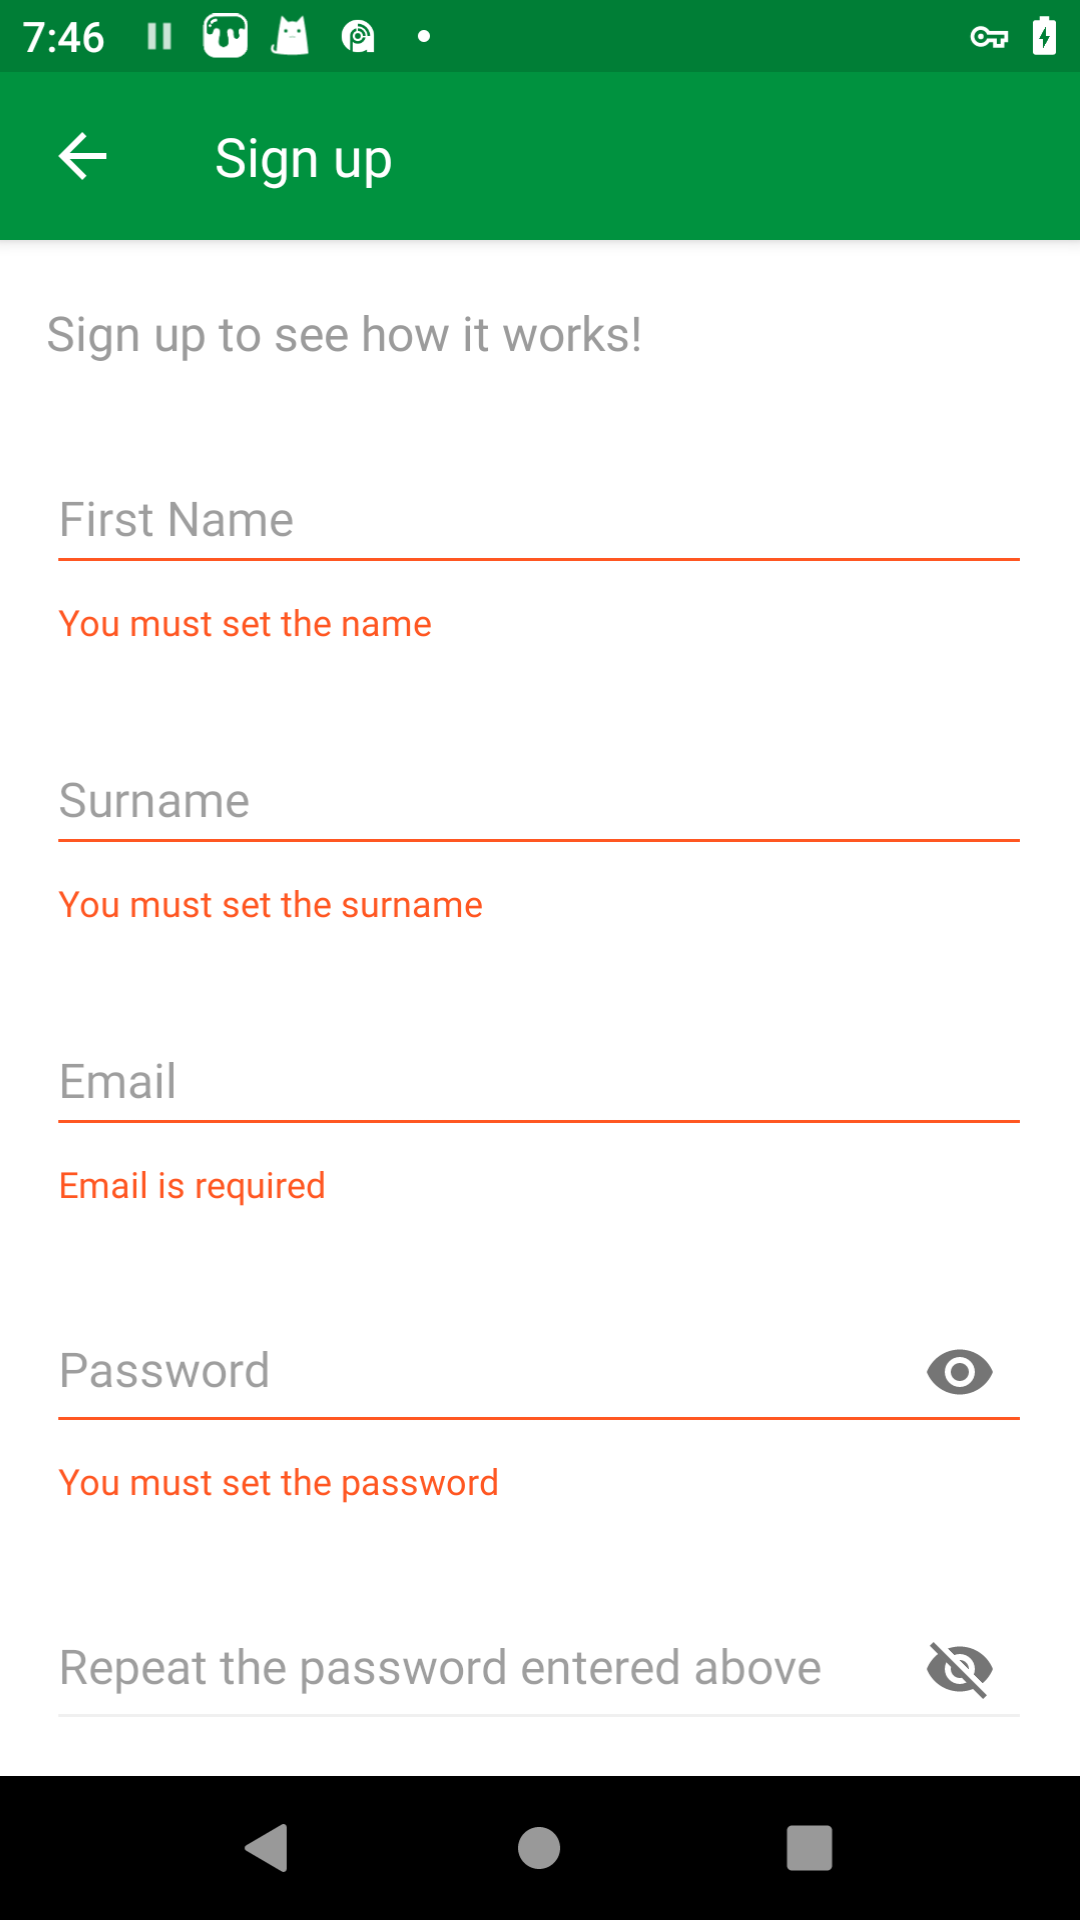 7:46
Sign up
Sign up to see how it works!
First Name
You must set the name
Surname
You must set the surname
Email
Email is required
Password
You must set the password
Repeat the password entered above